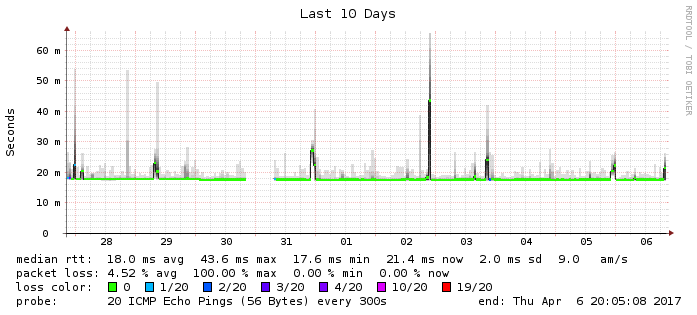 Last 10 Days
RRDTOOL / TOBI OETIKER
Seconds
60 m
50 m
40 m
30 m
20 m
10 m
0
28 29 30 31 01 02 03 04 05 06
median rtt: 18.0 ms avg 43.6 ms max 17.6 ms min 21.4 ms now 2.0 ms sd 9.0 am/s
packet loss: 4.52 % avg 100.00 % max 0.00 % min 0.00 % now
loss color: 0 1/20 2/20 3/20 4/20 10/20 19/20
probe: 20 ICMP Echo Pings (56 Bytes) every 300s end: Thu Apr 6 20:05:08 2017